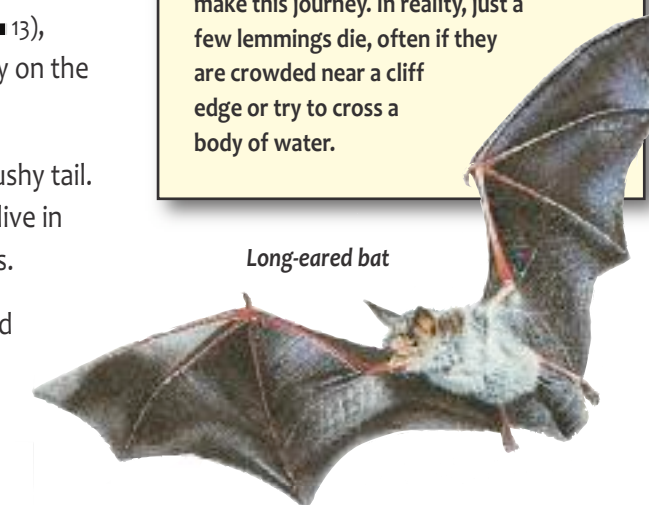 ■ 13),
y on the
ushy tail.
live in
s.
d
make this journey. In reality, just a
few lemmings die, often if they
are crowded near a cliff
edge or try to cross a
body of water.
Long-eared bat